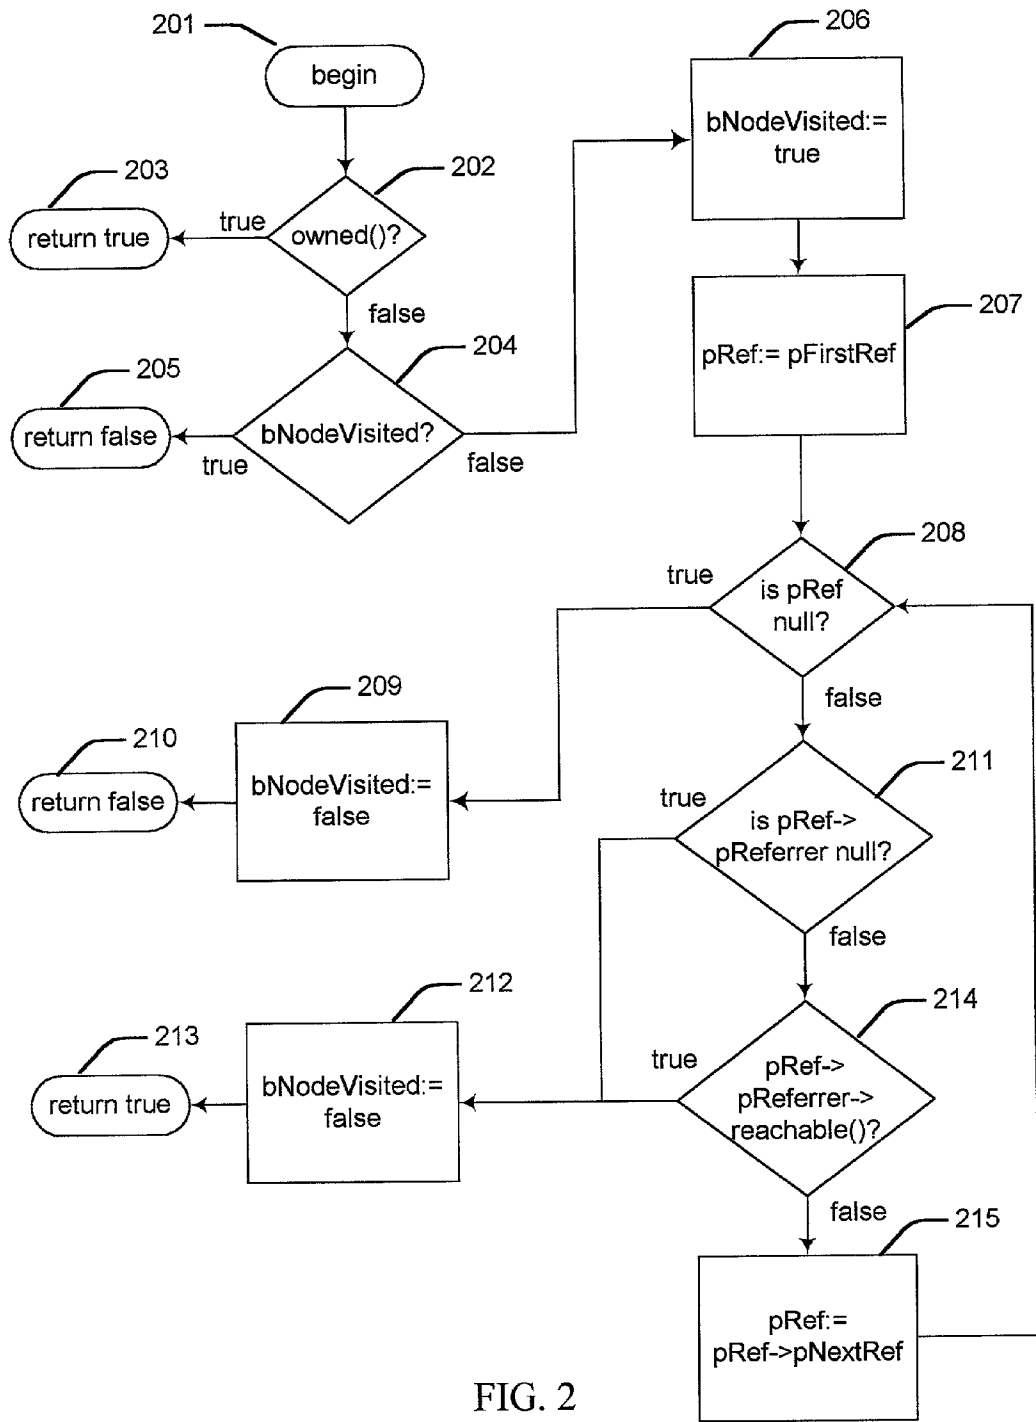 201
begin
206
bNodeVisited:=
true
202
203
true
owned()?
return true
false
207
pRef:= pFirstRef
204
205
return false
bNodeVisited?
true
false
208
true
is pRef
null?
false
209
210
bNodeVisited:=
false
return false
211
true
is pRef->
pReferrer null?
false
212
213
bNodeVisited:=
false
return true
214
true
pRef->
pReferrer->
reachable()?
false
215
pRef:=
pRef->pNextRef
FIG. 2